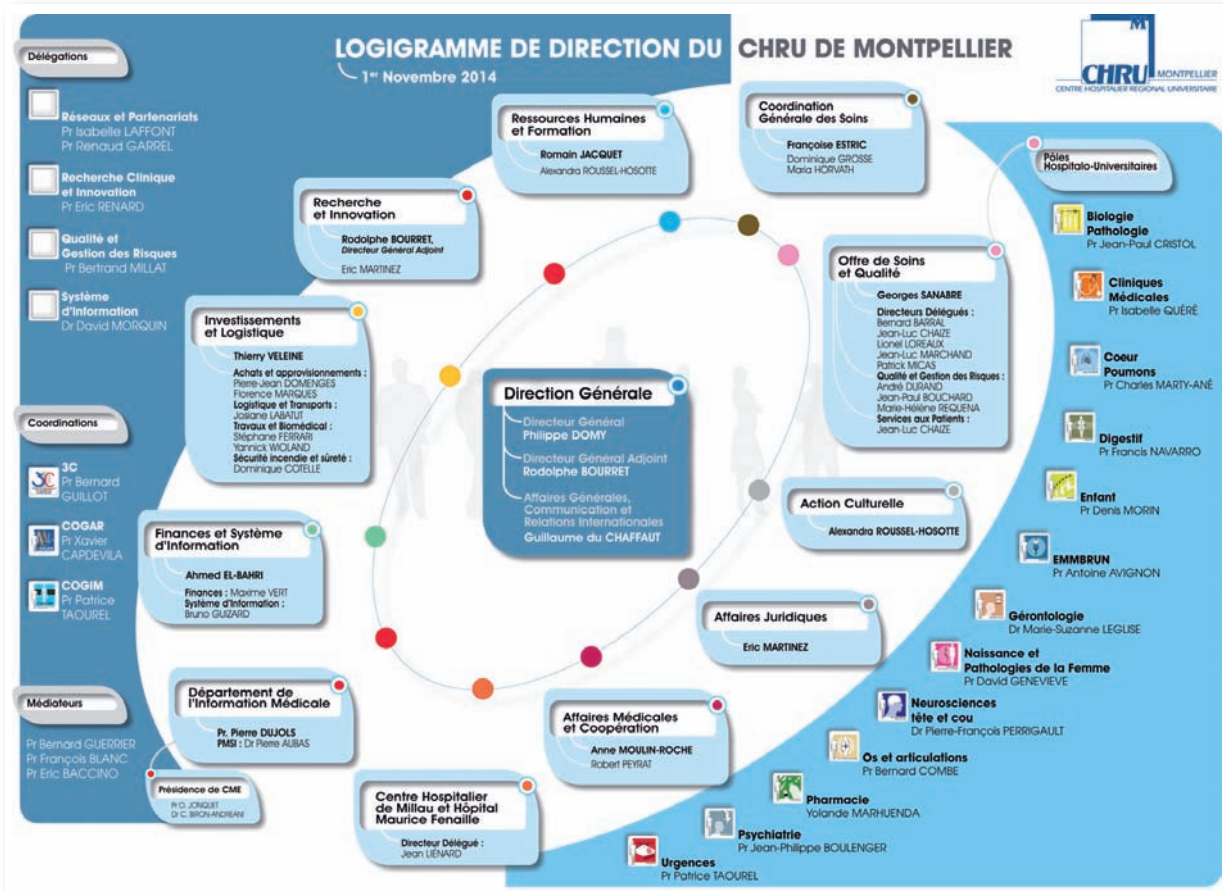 LOGIGRAMME DE DIRECTION DU CHRU DE MONTPELLIER
1er Novembre 2014
M
CHRU MONTPELLIER
CENTRE HOSPITALIER REGIONAL UNIVERSITAIRE
Délégations
Réseaux et Partenariats
Pr Isabelle LAFFONT
Pr Renaud GARREL
Recherche Clinique
et Innovation
Pr Eric RENARD
Qualité et
Gestion des Risques
Pr Bertrand MILLAT
Système
d'Information
Dr David MORQUIN
Coordinations
3C
Pr Bernard
GUILLOT
COGAR
Pr Xavier
CAPDEVILA
COGIM
Pr Patrice
TAOUREL
Médiateurs
Pr Bernard GUERRIER
Pr François BLANC
Pr Eric BACCINO
Ressources Humaines
et Formation
Romain JACQUET
Alexandra ROUSSEL-HOSOTTE
Coordination
Générale des Soins
Françoise ESTRIC
Dominique GROSSE
Maria HORVATH
Recherche
et Innovation
Rodolphe BOURRET,
Directeur Général Adjoint
Eric MARTINEZ
Investissements
et Logistique
Thierry VELEINE
Achats et approvisionnements :
Pierre-Jean DOMENGES
Florence MARQUES
Logistique et Transports :
Josiane LABATUT
Travaux et Biomédical :
Stéphane FERRARI
Yannick WIOLAND
Sécurité incendie et sûreté :
Dominique COTELLE
Direction Générale
Directeur Général
Philippe DOMY
Directeur Général Adjoint
Rodolphe BOURRET
Affaires Générales,
Communication et
Relations Internationales
Guillaume du CHAFFAUT
Offre de Soins
et Qualité
Georges SANABRE
Directeurs Délégués :
Bernard BARRAL
Jean-Luc CHAIZE
Lionel LOREAUX
Jean-Luc MARCHAND
Patrick MICAS
Qualité et Gestion des Risques :
André DURAND
Jean-Paul BOUCHARD
Marie-Hélène REQUENA
Services aux Patients :
Jean-Luc CHAIZE
Action Culturelle
Alexandra ROUSSEL-HOSOTTE
Finances et Système
d'Information
Ahmed EL-BAHRI
Finances : Maxime VERT
Système d'Information :
Bruno GUIZARD
Affaires Juridiques
Eric MARTINEZ
Département de
l'Information Médicale
Pr. Pierre DUJOLS
PMSI : Dr Pierre AUBAS
Présidence de CME
Pr O. JONQUET
Dr C. BIRON-ANDREANI
Affaires Médicales
et Coopération
Anne MOULIN-ROCHE
Robert PEYRAT
Centre Hospitalier
de Millau et Hôpital
Maurice Fenaille
Directeur Délégué :
Jean LIÉNARD
Pôles
Hospitalo-Universitaires
Biologie
Pathologie
Pr Jean-Paul CRISTOL
Cliniques
Médicales
Pr Isabelle QUÉRÉ
Coeur
Poumons
Pr Charles MARTY-ANÉ
Digestif
Pr Francis NAVARRO
Enfant
Pr Denis MORIN
EMMBRUN
Pr Antoine AVIGNON
Gérontologie
Dr Marie-Suzanne LEGLISE
Naissance et
Pathologies de la Femme
Pr David GENEVIEVE
Neurosciences
tête et cou
Dr Pierre-François PERRIGAULT
Os et articulations
Pr Bernard COMBE
Pharmacie
Yolande MARHUENDA
Psychiatrie
Pr Jean-Philippe BOULENGER
Urgences
Pr Patrice TAOUREL